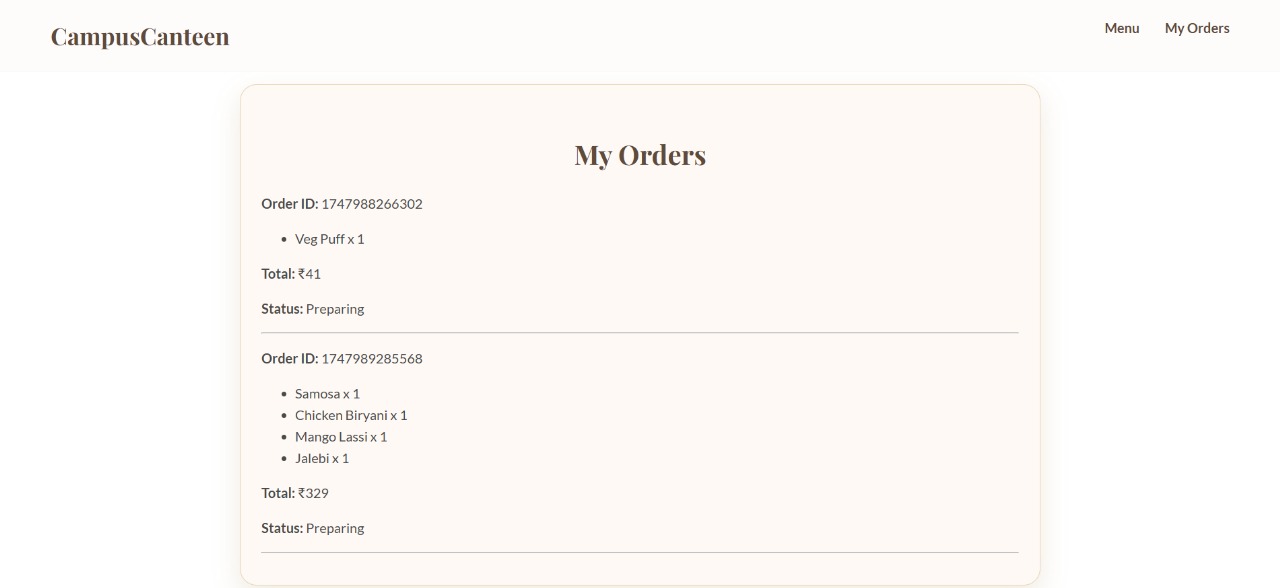 CampusCanteen
Menu
My Orders
My Orders
Order ID: 1747988266302
• Veg Puff x 1
Total: ₹41
Status: Preparing
Order ID: 1747989285568
• Samosa x 1
• Chicken Biryani x 1
• Mango Lassi x 1
• Jalebi x 1
Total: ₹329
Status: Preparing